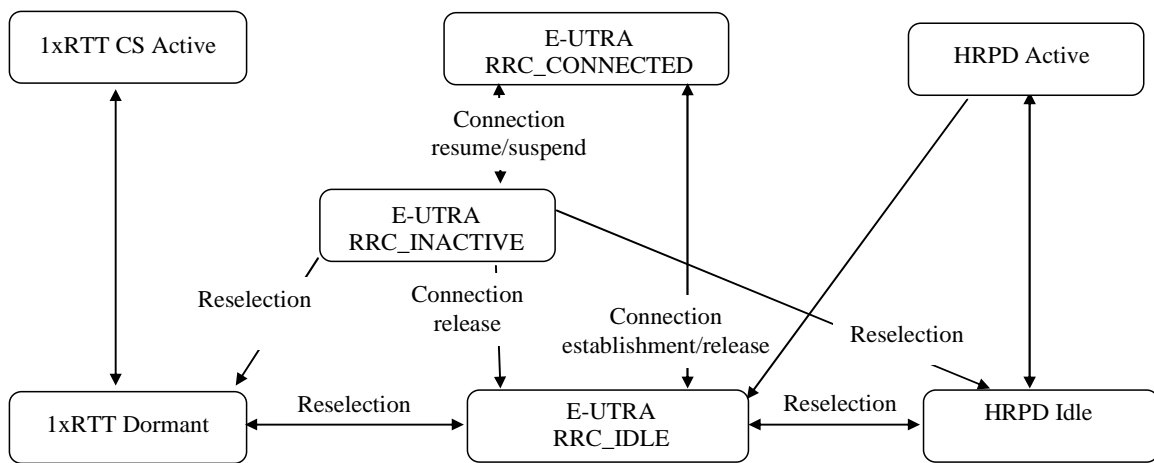 1xRTT CS Active
E-UTRA
RRC_CONNECTED
HRPD Active
Connection
resume/suspend
E-UTRA
RRC_INACTIVE
Reselection
Connection
release
Connection
establishment/release
Reselection
1xRTT Dormant
Reselection
E-UTRA
RRC_IDLE
Reselection
HRPD Idle